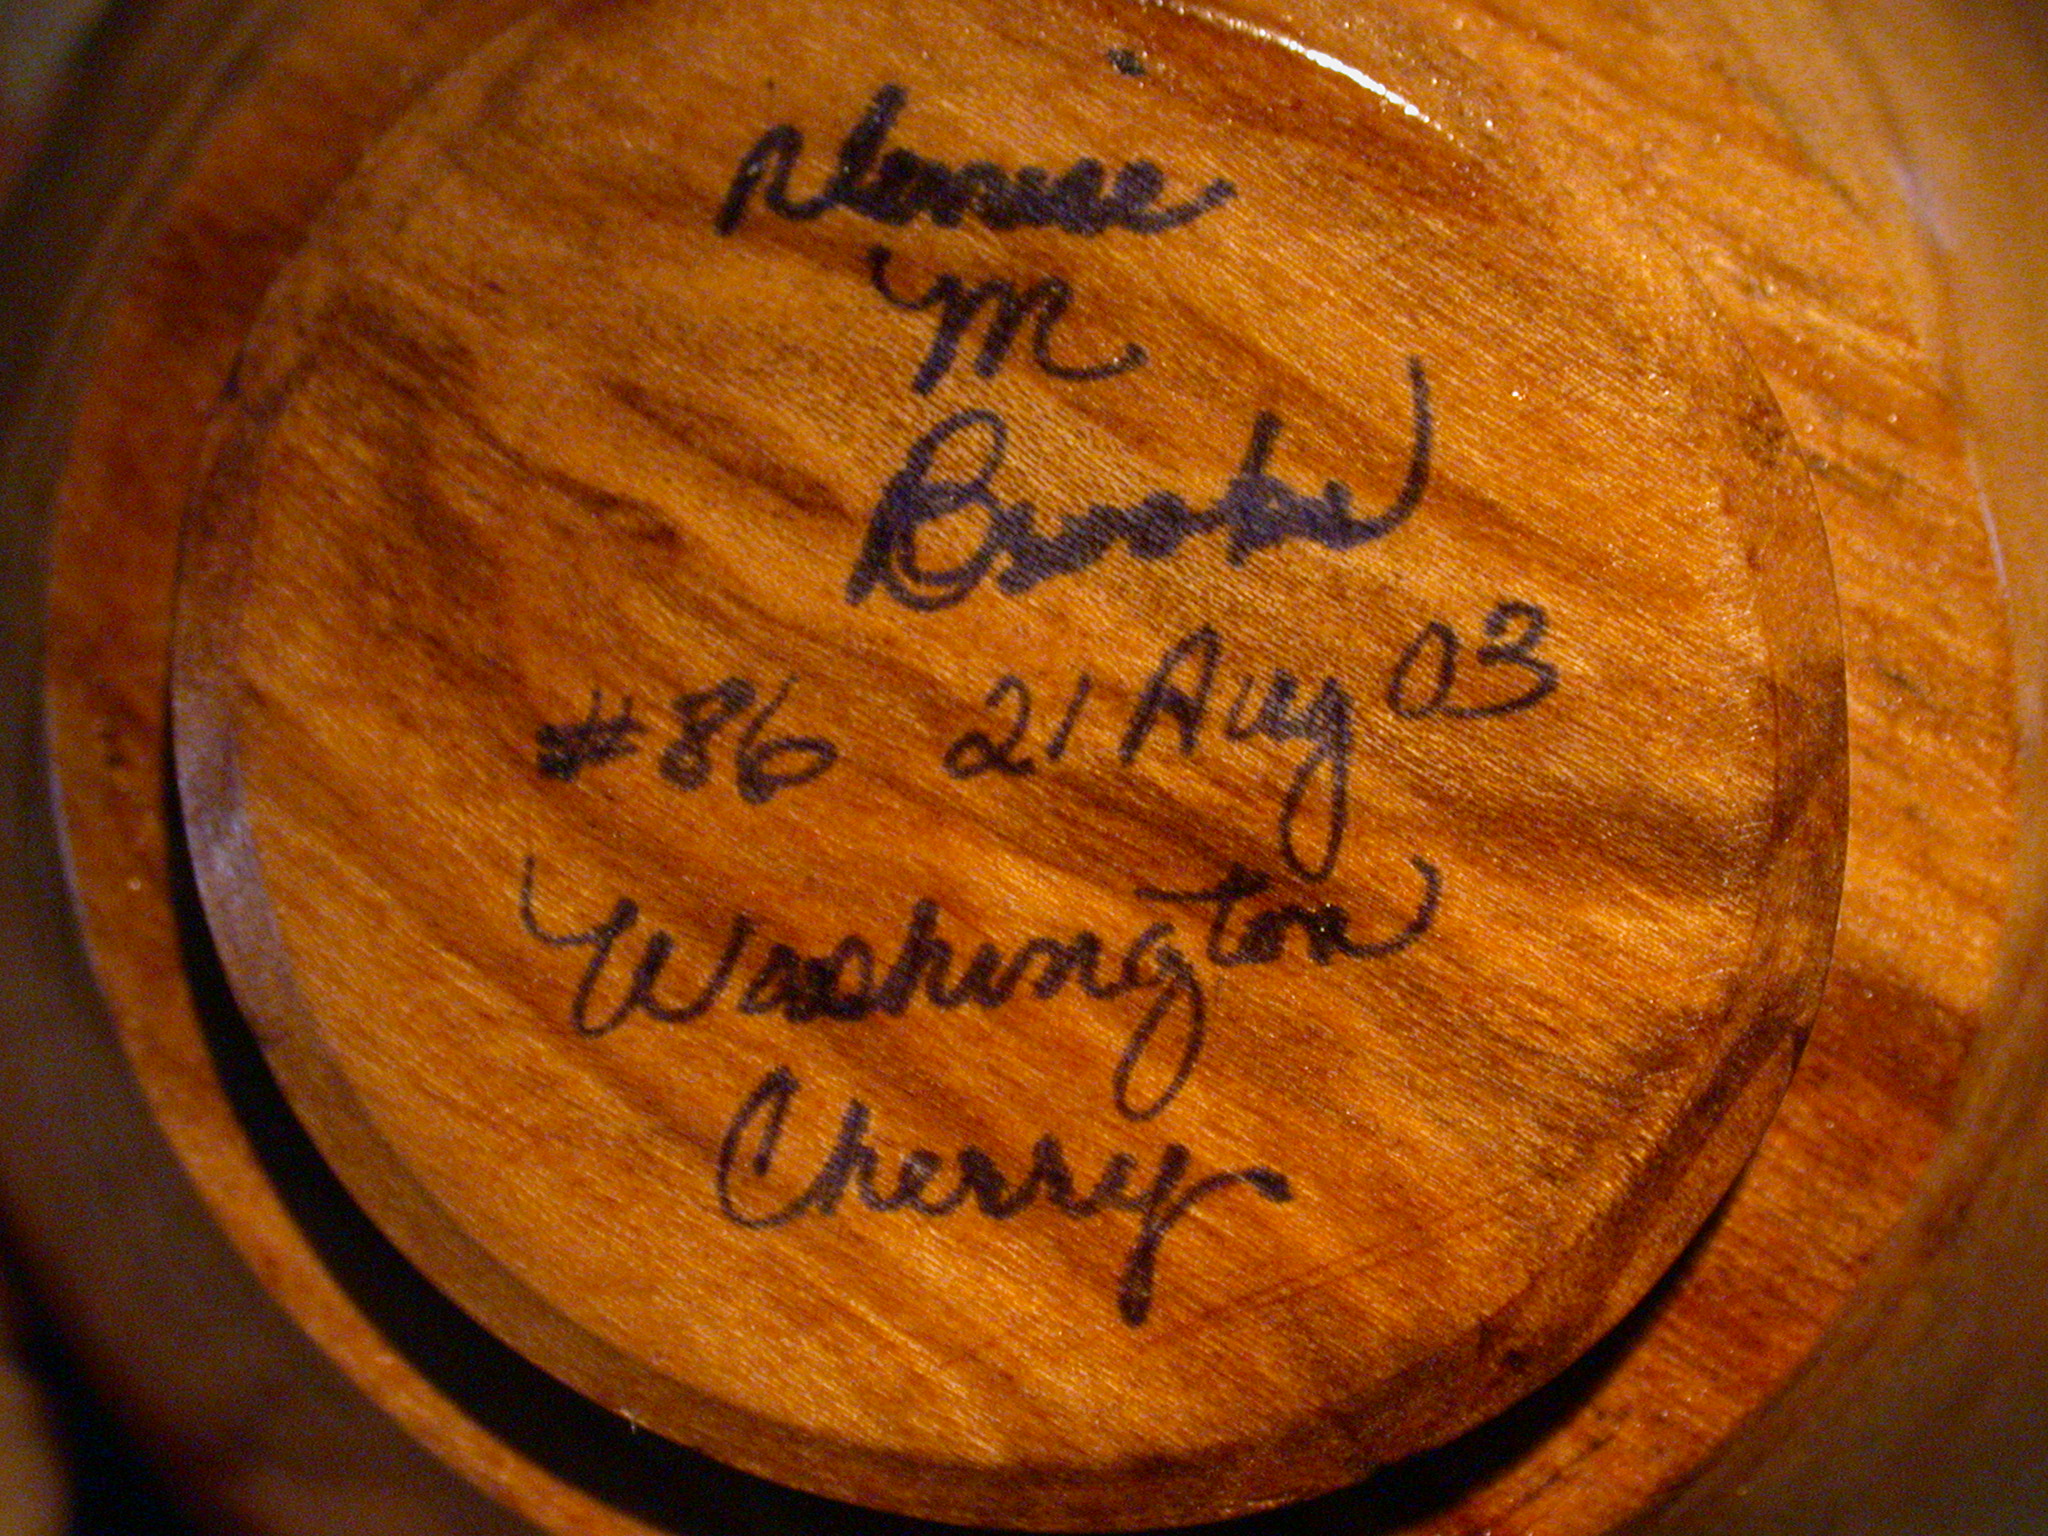 M
#86 21 Aug 03
Washington
Cherry